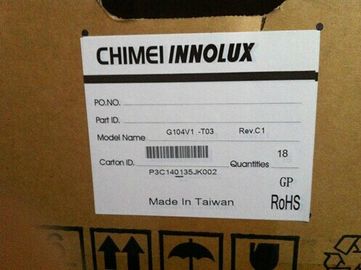 CHIMEI INNOLUX
PO.NO.
Part ID.
Model Name G104V1 -T03 Rev.C1
Carton ID. Quantities 18
P3C140135JK002
GP
Made In Taiwan RoHS